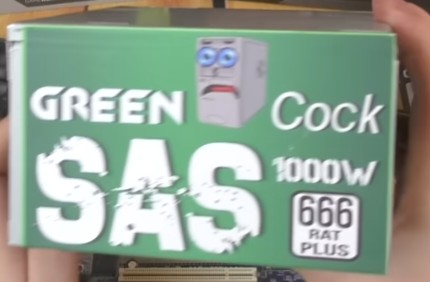 GREEN Cock
SAS 1000W
666
RAT
PLUS